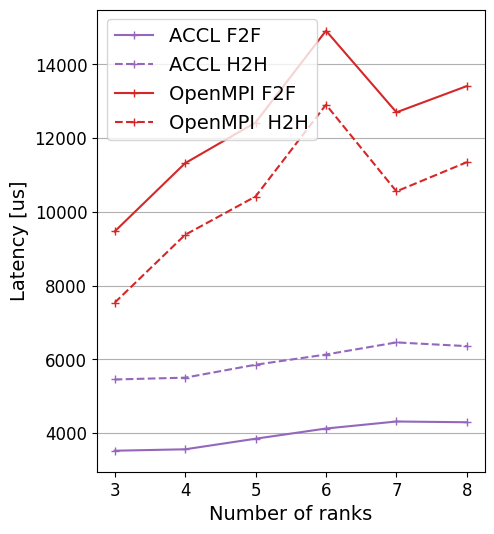 ACCL F2F
ACCL H2H
OpenMPI F2F
OpenMPI  H2H
14000
12000
10000
8000
6000
4000
Latency [us]
3 4 5 6 7 8
Number of ranks